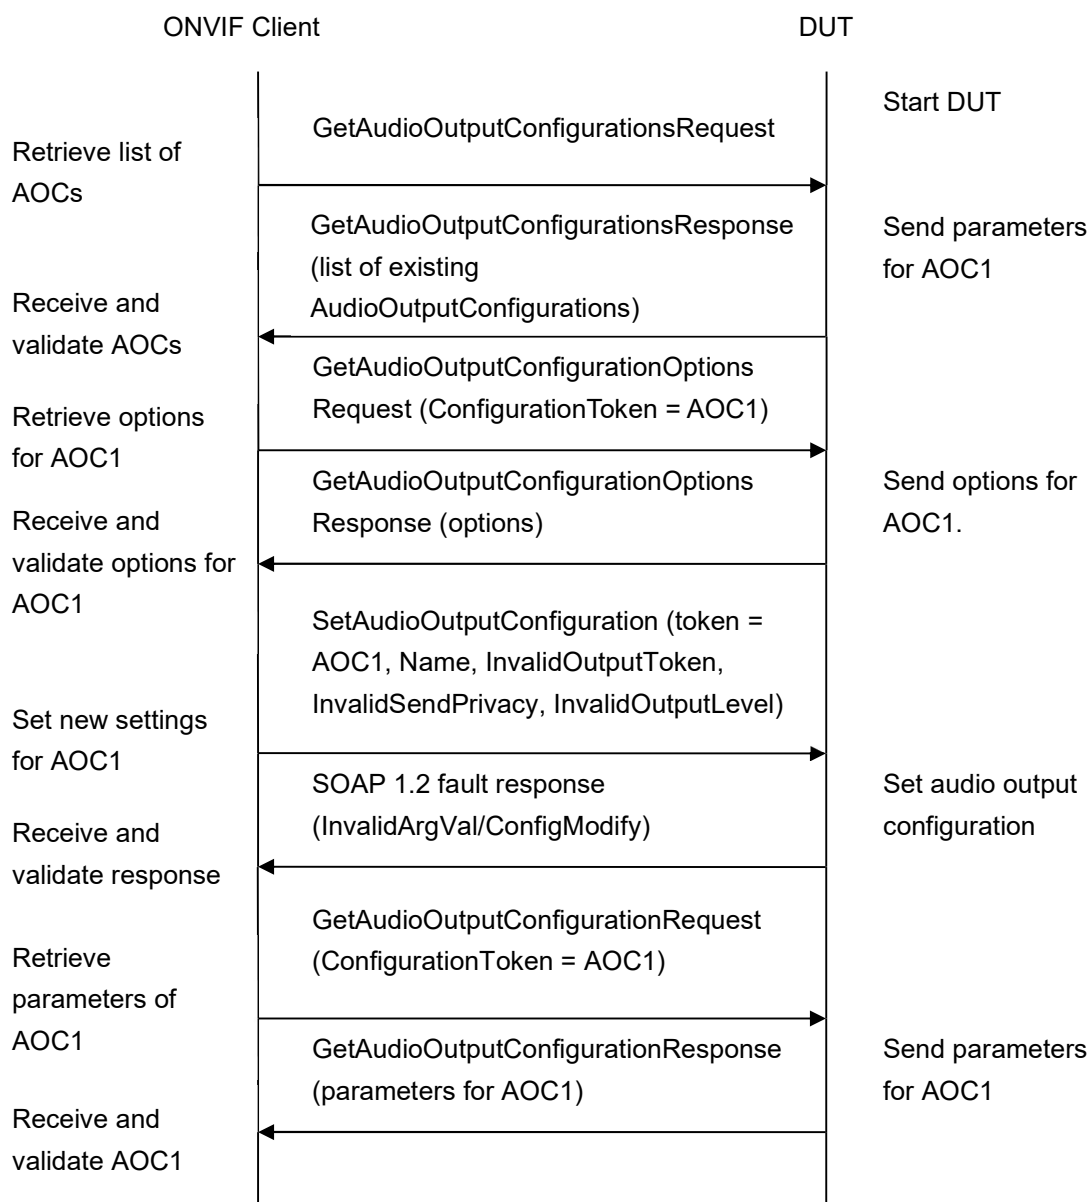 ONVIF Client
DUT
Start DUT
GetAudioOutputConfigurationsRequest
Retrieve list of
AOCs
GetAudioOutputConfigurationsResponse
(list of existing
AudioOutputConfigurations)
Send parameters
for AOC1
Receive and
validate AOCs
GetAudioOutputConfigurationOptions
Request (ConfigurationToken = AOC1)
Retrieve options
for AOC1
GetAudioOutputConfigurationOptions
Response (options)
Send options for
AOC1.
Receive and
validate options for
AOC1
SetAudioOutputConfiguration (token =
AOC1, Name, InvalidOutputToken,
InvalidSendPrivacy, InvalidOutputLevel)
Set new settings
for AOC1
SOAP 1.2 fault response
(InvalidArgVal/ConfigModify)
Set audio output
configuration
Receive and
validate response
GetAudioOutputConfigurationRequest
(ConfigurationToken = AOC1)
Retrieve
parameters of
AOC1
GetAudioOutputConfigurationResponse
(parameters for AOC1)
Send parameters
for AOC1
Receive and
validate AOC1